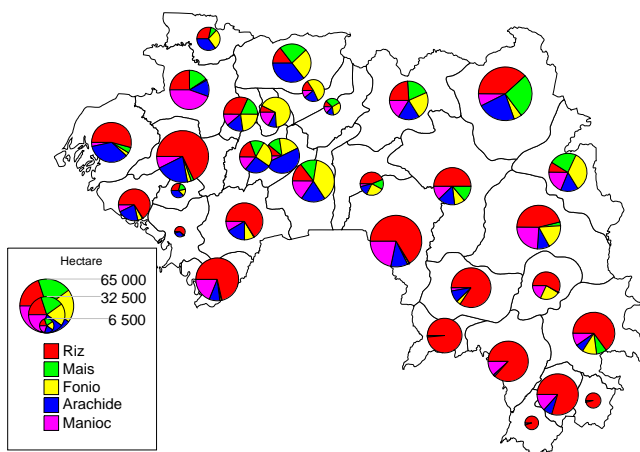 Hectare
65 000
32 500
6 500
Riz
Mais
Fonio
Arachide
Manioc